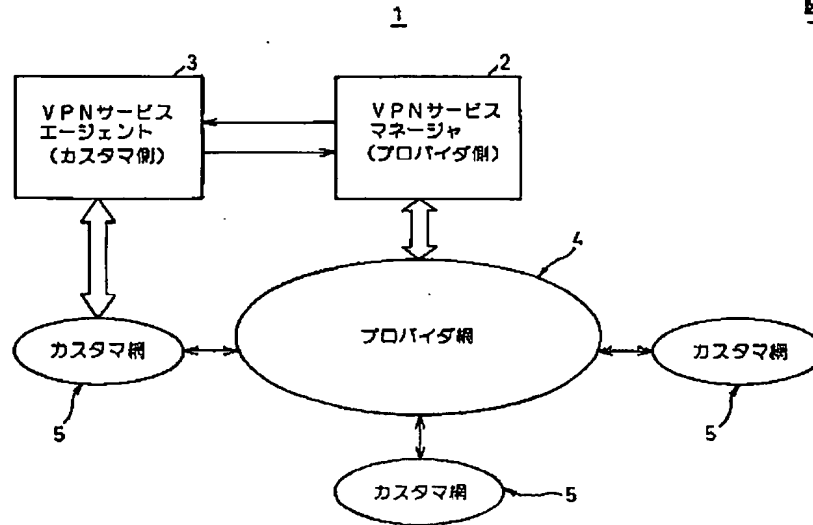 1
3
2
VPNサービス
エージェント
(カスタマ側)
VPNサービス
マネージャ
(プロバイダ側)
4
カスタマ網
プロバイダ網
カスタマ網
5
5
カスタマ網
5